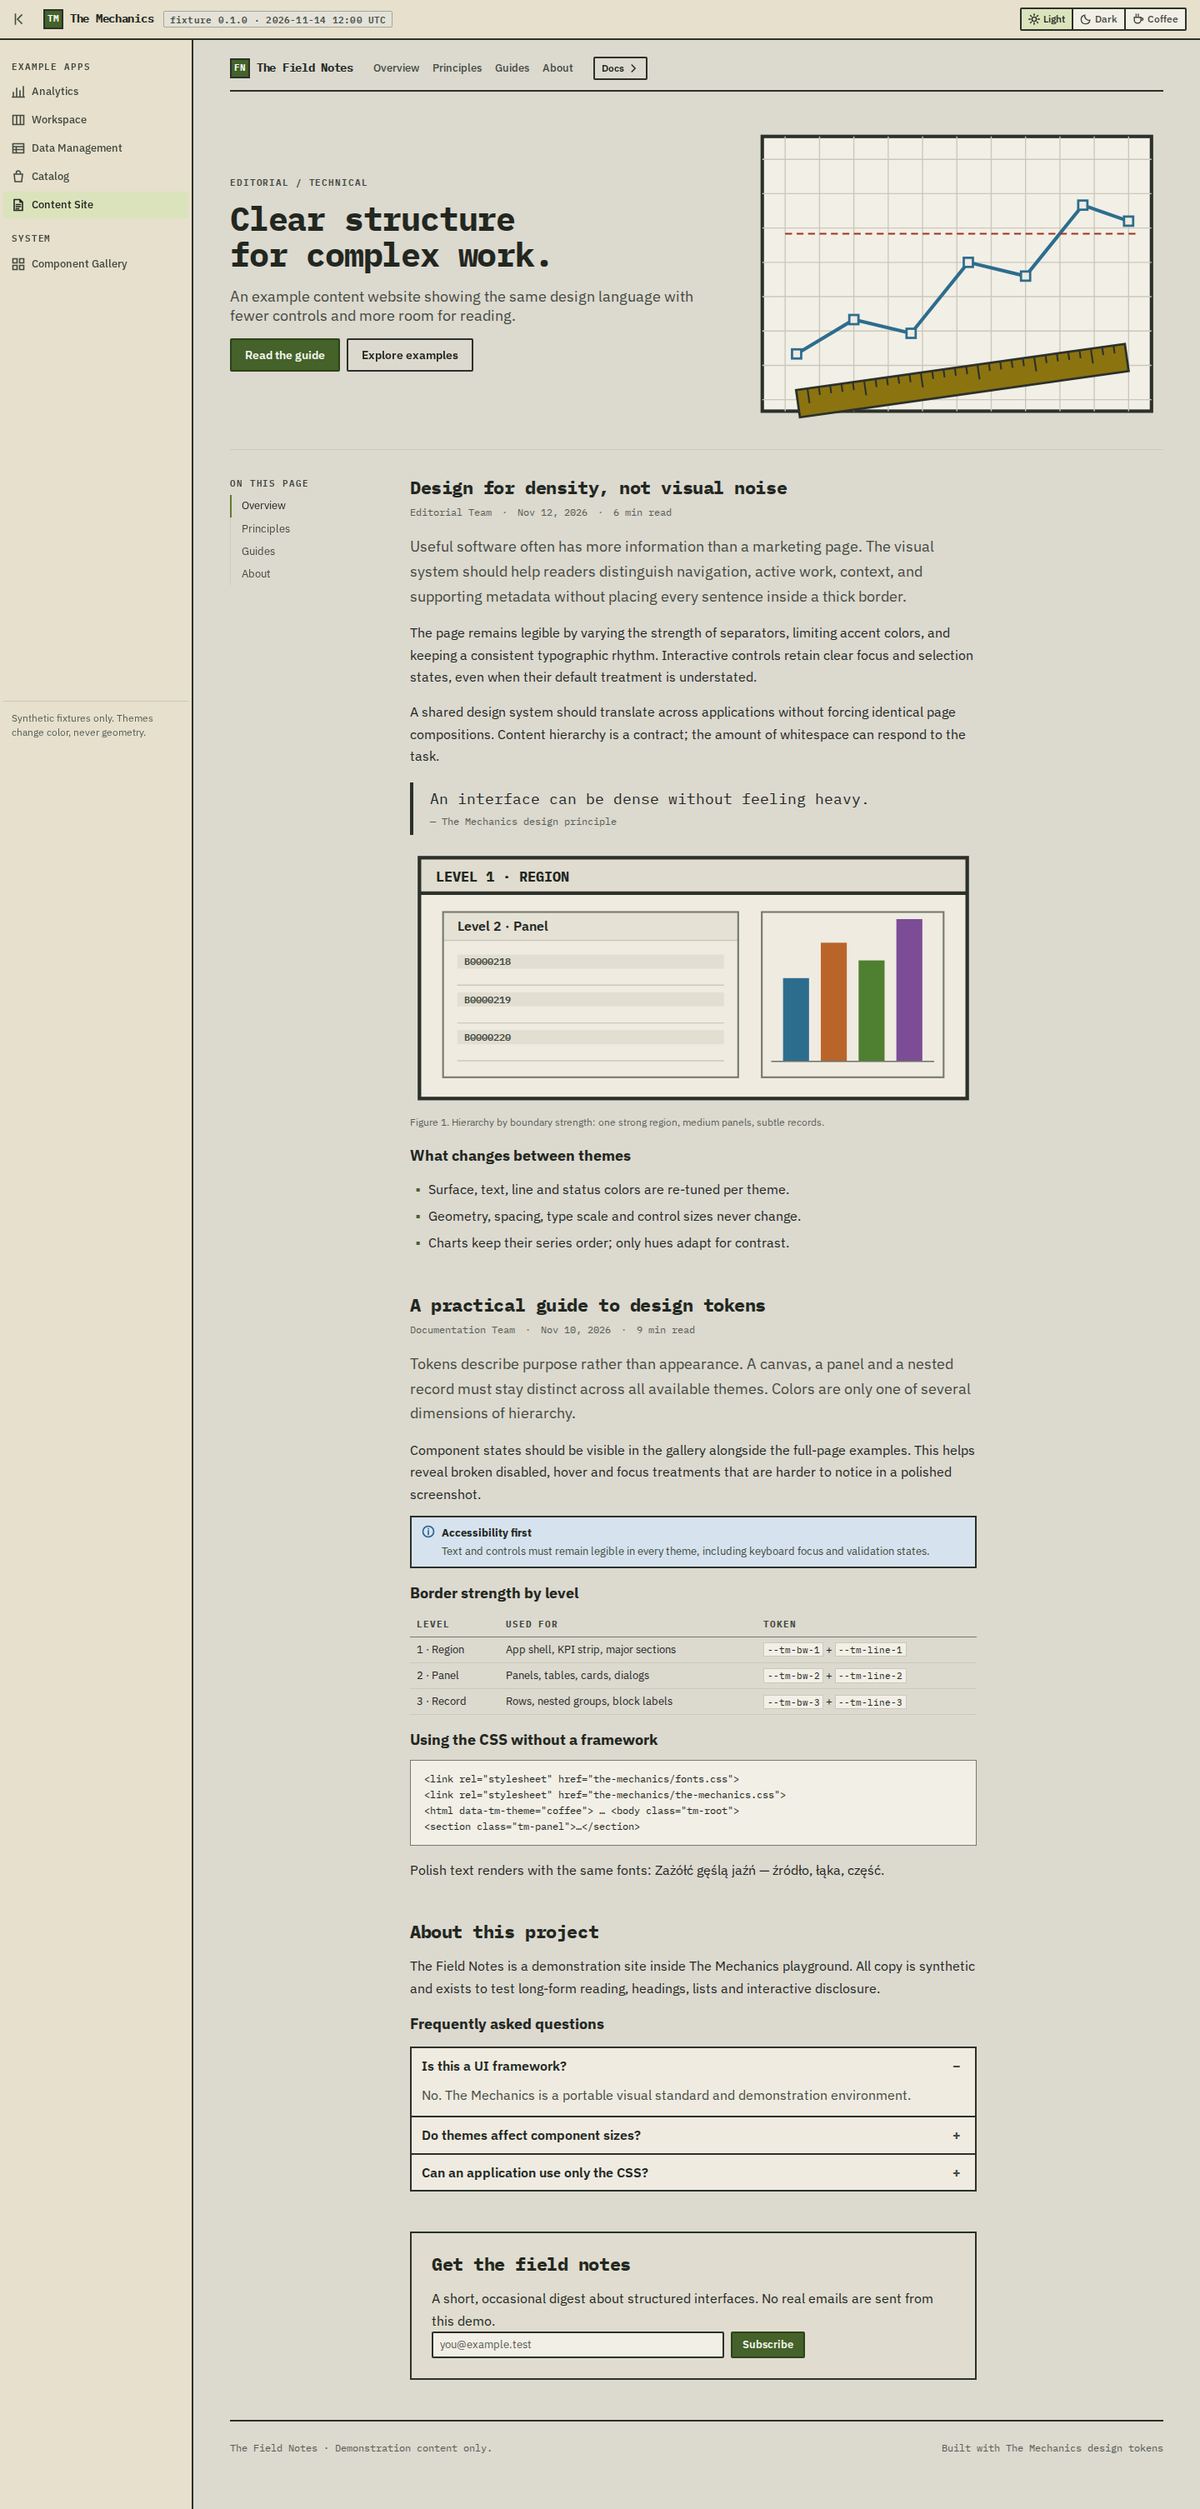 TM The Mechanics fixture 0.1.0 · 2026-11-14 12:00 UTC Light Dark Coffee
EXAMPLE APPS
Analytics
Workspace
Data Management
Catalog
Content Site
SYSTEM
Component Gallery
Synthetic fixtures only. Themes
change color, never geometry.
FN The Field Notes Overview Principles Guides About Docs
EDITORIAL / TECHNICAL
Clear structure
for complex work.
An example content website showing the same design language with
fewer controls and more room for reading.
Read the guide Explore examples
ON THIS PAGE
Overview
Principles
Guides
About
Design for density, not visual noise
Editorial Team · Nov 12, 2026 · 6 min read
Useful software often has more information than a marketing page. The visual
system should help readers distinguish navigation, active work, context, and
supporting metadata without placing every sentence inside a thick border.
The page remains legible by varying the strength of separators, limiting accent colors, and
keeping a consistent typographic rhythm. Interactive controls retain clear focus and selection
states, even when their default treatment is understated.
A shared design system should translate across applications without forcing identical page
compositions. Content hierarchy is a contract; the amount of whitespace can respond to the
task.
An interface can be dense without feeling heavy.
— The Mechanics design principle
LEVEL 1 · REGION
Level 2 · Panel
B0000218
B0000219
B0000220
Figure 1. Hierarchy by boundary strength: one strong region, medium panels, subtle records.
What changes between themes
▪ Surface, text, line and status colors are re-tuned per theme.
▪ Geometry, spacing, type scale and control sizes never change.
▪ Charts keep their series order; only hues adapt for contrast.
A practical guide to design tokens
Documentation Team · Nov 10, 2026 · 9 min read
Tokens describe purpose rather than appearance. A canvas, a panel and a nested
record must stay distinct across all available themes. Colors are only one of several
dimensions of hierarchy.
Component states should be visible in the gallery alongside the full-page examples. This helps
reveal broken disabled, hover and focus treatments that are harder to notice in a polished
screenshot.
Accessibility first
Text and controls must remain legible in every theme, including keyboard focus and validation states.
Border strength by level
LEVEL USED FOR TOKEN
1 · Region App shell, KPI strip, major sections --tm-bw-1 + --tm-line-1
2 · Panel Panels, tables, cards, dialogs --tm-bw-2 + --tm-line-2
3 · Record Rows, nested groups, block labels --tm-bw-3 + --tm-line-3
Using the CSS without a framework
<link rel="stylesheet" href="the-mechanics/fonts.css">
<link rel="stylesheet" href="the-mechanics/the-mechanics.css">
<html data-tm-theme="coffee"> … <body class="tm-root">
<section class="tm-panel">…</section>
Polish text renders with the same fonts: Zażółć gęślą jaźń — źródło, łąka, część.
About this project
The Field Notes is a demonstration site inside The Mechanics playground. All copy is synthetic
and exists to test long-form reading, headings, lists and interactive disclosure.
Frequently asked questions
Is this a UI framework? −
No. The Mechanics is a portable visual standard and demonstration environment.
Do themes affect component sizes? +
Can an application use only the CSS? +
Get the field notes
A short, occasional digest about structured interfaces. No real emails are sent from
this demo.
you@example.test Subscribe
The Field Notes · Demonstration content only. Built with The Mechanics design tokens